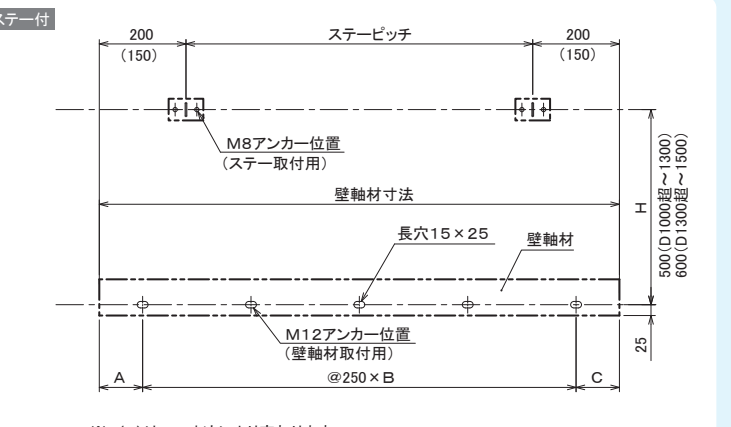 ステー付
200
(150)
ステーピッチ
200
(150)
M8アンカー位置
(ステー取付用)
壁軸材寸法
長穴15×25
壁軸材
H
500(D1000超~1300)
600(D1300超~1500)
M12アンカー位置
(壁軸材取付用)
25
A
@250×B
C